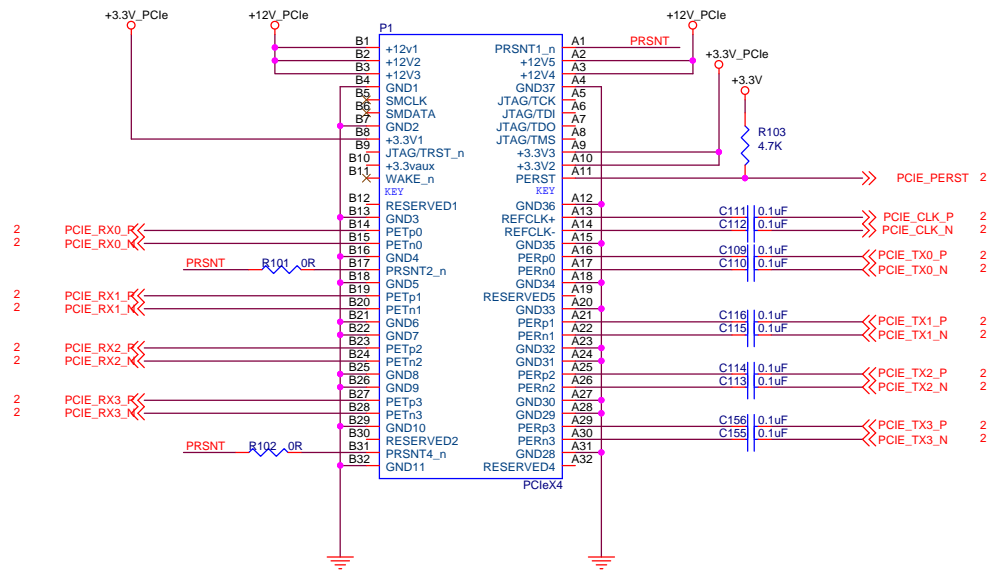 +3.3V_PCIe
+12V_PCIe
+12V_PCIe
+3.3V_PCIe
+3.3V
P1
B1 +12v1 PRSNT1_n A1 PRSNT
B2 +12V2 +12V5 A2
B3 +12V3 +12V4 A3
B4 GND1 GND37 A4
B5 SMCLK JTAG/TCK A5
B6 SMDATA JTAG/TDI A6
B7 GND2 JTAG/TDO A7
B8 +3.3V1 JTAG/TMS A8
B9 JTAG/TRST_n +3.3V3 A9
B10 +3.3vaux +3.3V2 A10
B11 WAKE_n PERST A11
R103
4.7K
PCIE_PERST 2
KEY KEY
B12 RESERVED1 GND36 A12
B13 GND3 REFCLK+ A13 C111 0.1uF PCIE_CLK_P 2
2 PCIE_RX0_P B14 PETp0 REFCLK- A14 C112 0.1uF PCIE_CLK_N 2
2 PCIE_RX0_N B15 PETn0 GND35 A15
B16 GND4 PERp0 A16 C109 0.1uF PCIE_TX0_P 2
PRSNT R101 0R B17 PRSNT2_n PERn0 A17 C110 0.1uF PCIE_TX0_N 2
B18 GND5 GND34 A18
2 PCIE_RX1_P B19 PETp1 RESERVED5 A19
2 PCIE_RX1_N B20 PETn1 GND33 A20
B21 GND6 PERp1 A21 C116 0.1uF PCIE_TX1_P 2
B22 GND7 PERn1 A22 C115 0.1uF PCIE_TX1_N 2
2 PCIE_RX2_P B23 PETp2 GND32 A23
2 PCIE_RX2_N B24 PETn2 GND31 A24
B25 GND8 PERp2 A25 C114 0.1uF PCIE_TX2_P 2
B26 GND9 PERn2 A26 C113 0.1uF PCIE_TX2_N 2
2 PCIE_RX3_P B27 PETp3 GND30 A27
2 PCIE_RX3_N B28 PETn3 GND29 A28
B29 GND10 PERp3 A29 C156 0.1uF PCIE_TX3_P 2
B30 RESERVED2 PERn3 A30 C155 0.1uF PCIE_TX3_N 2
PRSNT R102 0R B31 PRSNT4_n GND28 A31
B32 GND11 RESERVED4 A32
PCIeX4